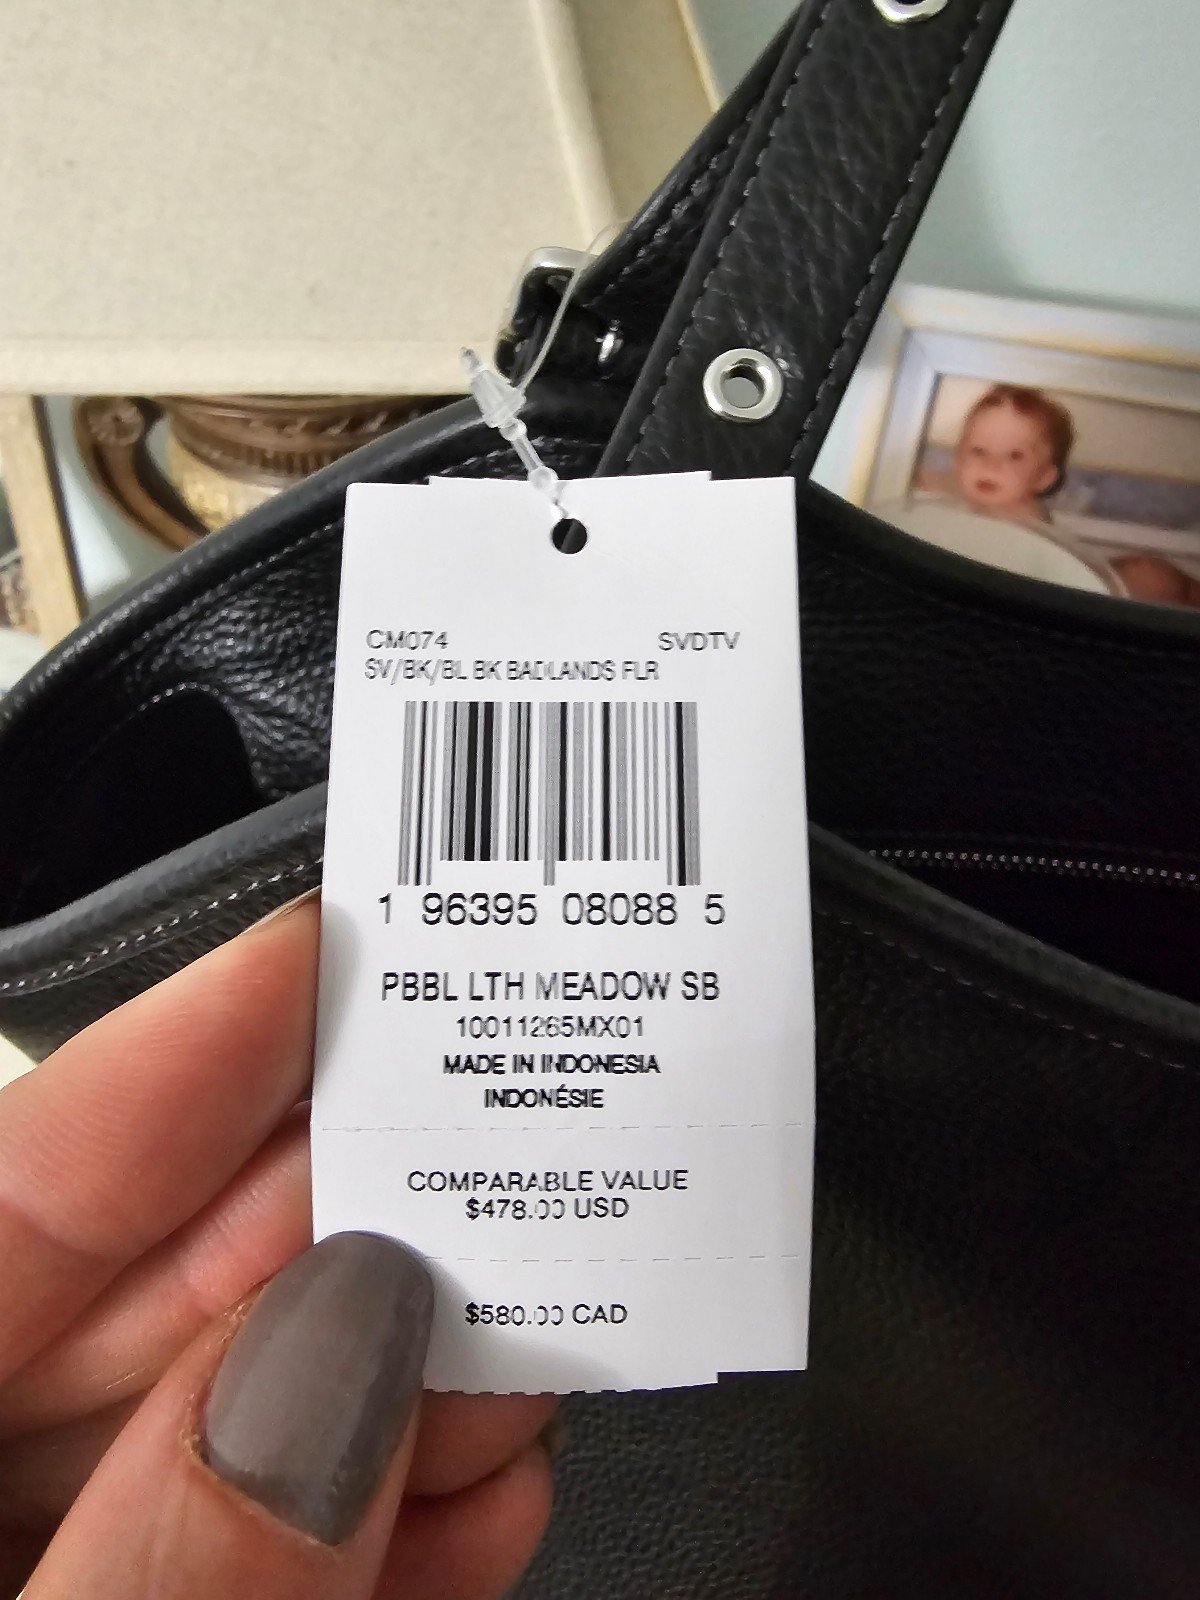 CM074 SVDTV
SV/BK/BL BK BADLANDS FLR
1 96395 08088 5
PBBL LTH MEADOW SB
10011265MX01
MADE IN INDONESIA
INDONÉSIE
COMPARABLE VALUE
$478.00 USD
$580.00 CAD